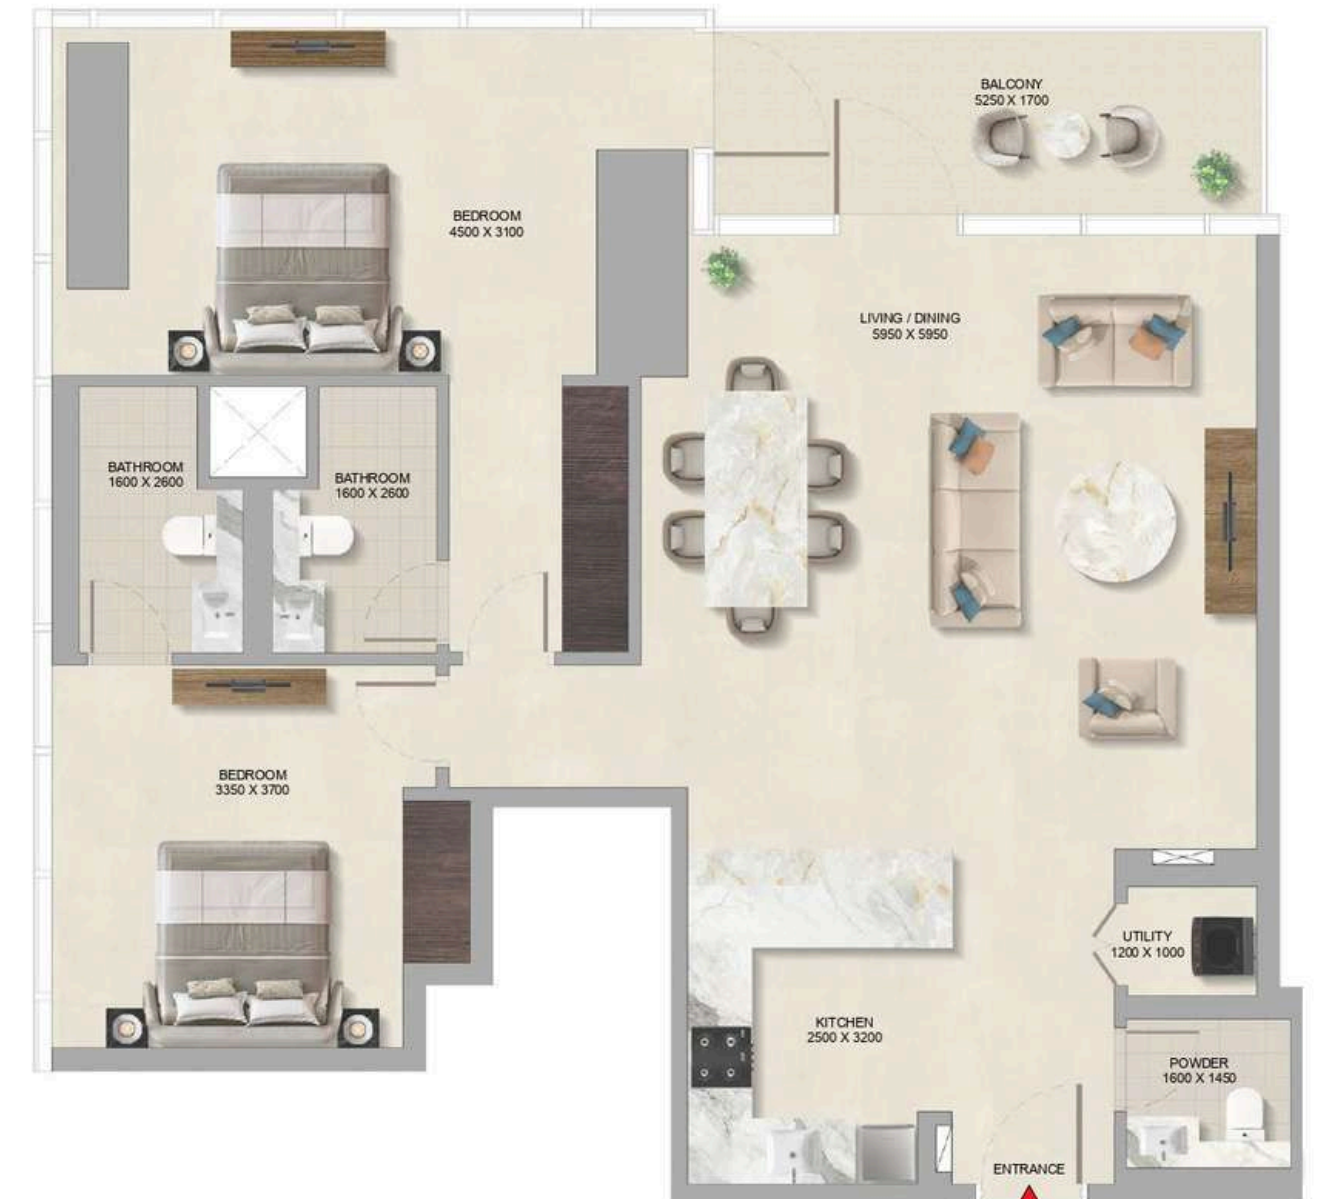 BALCONY
5250 X 1700
BEDROOM
4500 X 3100
LIVING / DINING
5950 X 5950
BATHROOM
1600 X 2600
BATHROOM
1600 X 2600
BEDROOM
3350 X 3700
UTILITY
1200 X 1000
KITCHEN
2500 X 3200
POWDER
1600 X 1450
ENTRANCE